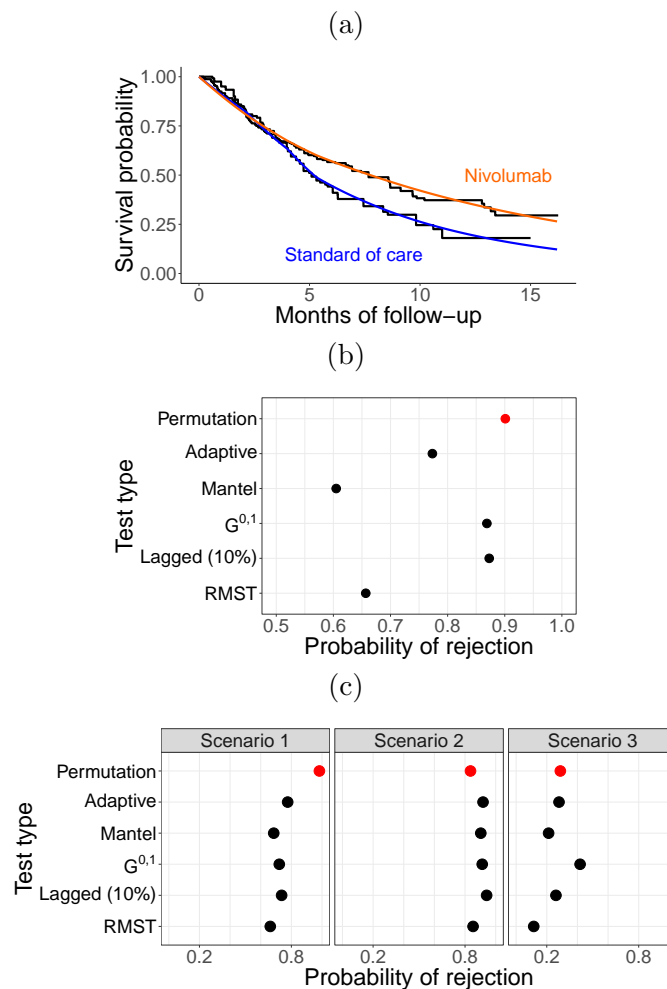 (a)
Survival probability
1.00
0.75
0.50
0.25
0.00
Nivolumab
Standard of care
0 5 10 15
Months of follow−up
(b)
Test type
Permutation
Adaptive
Mantel
G0,1
Lagged (10%)
RMST
0.5 0.6 0.7 0.8 0.9 1.0
Probability of rejection
(c)
Scenario 1 Scenario 2 Scenario 3
Test type
Permutation
Adaptive
Mantel
G0,1
Lagged (10%)
RMST
0.2 0.8 0.2 0.8 0.2 0.8
Probability of rejection